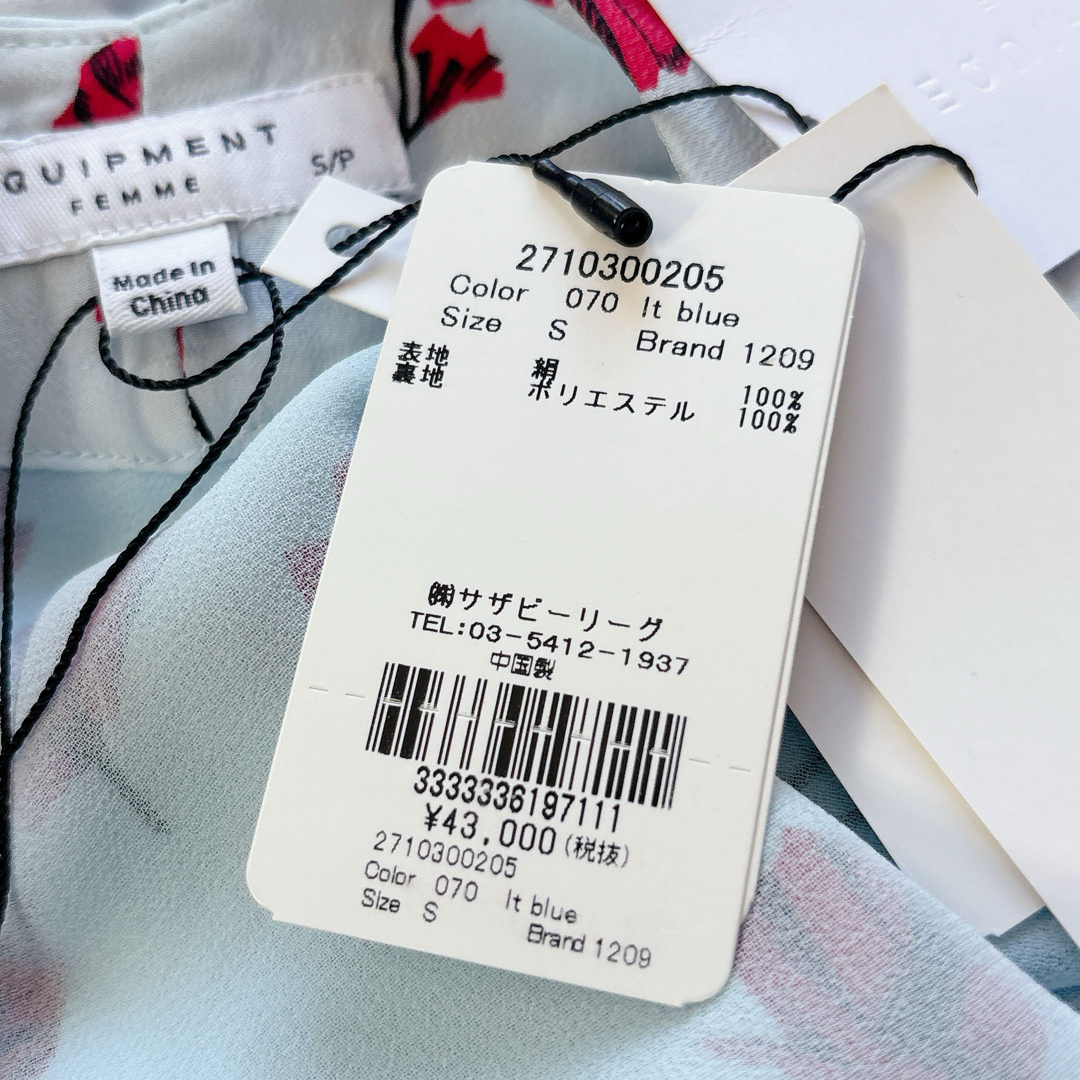 QUIPMENT
FEMME
S/P
Made in
China
2710300205
Color 070 lt blue
Size S Brand 1209
表地 絹 100%
裏地 ポリエステル 100%
㈱サザビーリーグ
TEL:03-5412-1937
中国製
3333336197111
¥43,000(税抜)
2710300205
Color 070 lt blue
Size S
Brand 1209